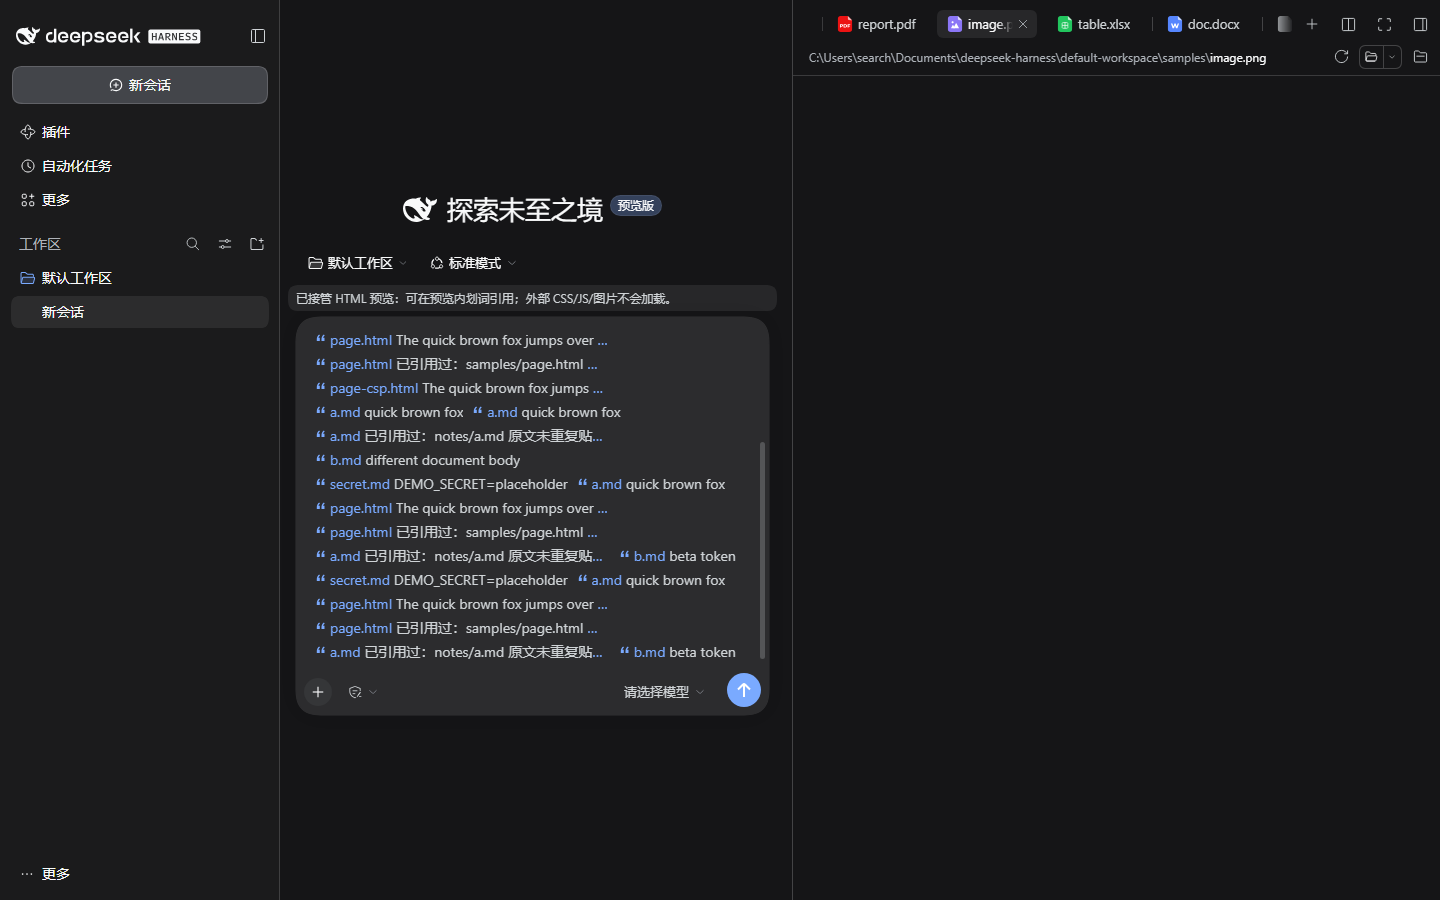 deepseek HARNESS
新会话
插件
自动化任务
更多
工作区
默认工作区
新会话
更多
探索未至之境 预览版
默认工作区 标准模式
已接管 HTML 预览：可在预览内划词引用；外部 CSS/JS/图片不会加载。
“ page.html The quick brown fox jumps over ...
“ page.html 已引用过：samples/page.html ...
“ page-csp.html The quick brown fox jumps ...
“ a.md quick brown fox “ a.md quick brown fox
“ a.md 已引用过：notes/a.md 原文未重复贴...
“ b.md different document body
“ secret.md DEMO_SECRET=placeholder “ a.md quick brown fox
“ page.html The quick brown fox jumps over ...
“ page.html 已引用过：samples/page.html ...
“ a.md 已引用过：notes/a.md 原文未重复贴... “ b.md beta token
“ secret.md DEMO_SECRET=placeholder “ a.md quick brown fox
“ page.html The quick brown fox jumps over ...
“ page.html 已引用过：samples/page.html ...
“ a.md 已引用过：notes/a.md 原文未重复贴... “ b.md beta token
请选择模型
report.pdf image.p table.xlsx doc.docx
C:\Users\search\Documents\deepseek-harness\default-workspace\samples\image.png